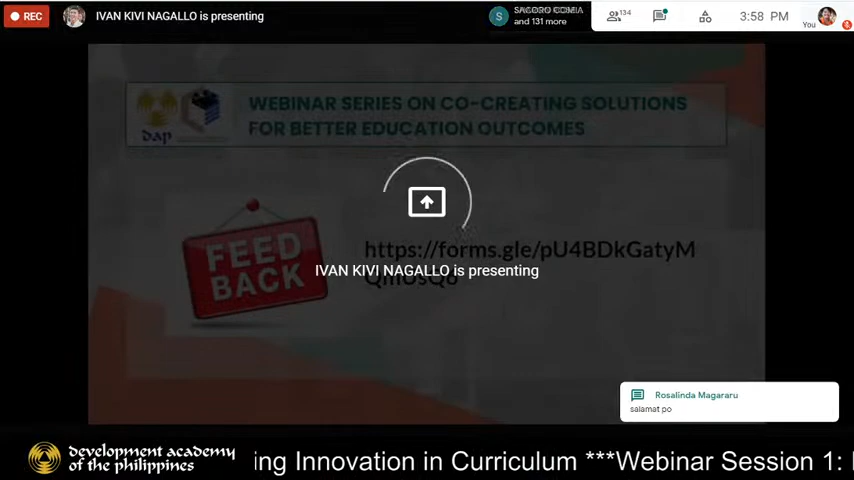 REC
IVAN KIVI NAGALLO is presenting
S
and 131 more
134
3:58 PM
You
dap
WEBINAR SERIES ON CO-CREATING SOLUTIONS
FOR BETTER EDUCATION OUTCOMES
FEED
BACK
https://forms.gle/pU4BDkGatyM
IVAN KIVI NAGALLO is presenting
Rosalinda Magararu
salamat po
development academy
of the philippines
ing Innovation in Curriculum ***Webinar Session 1: